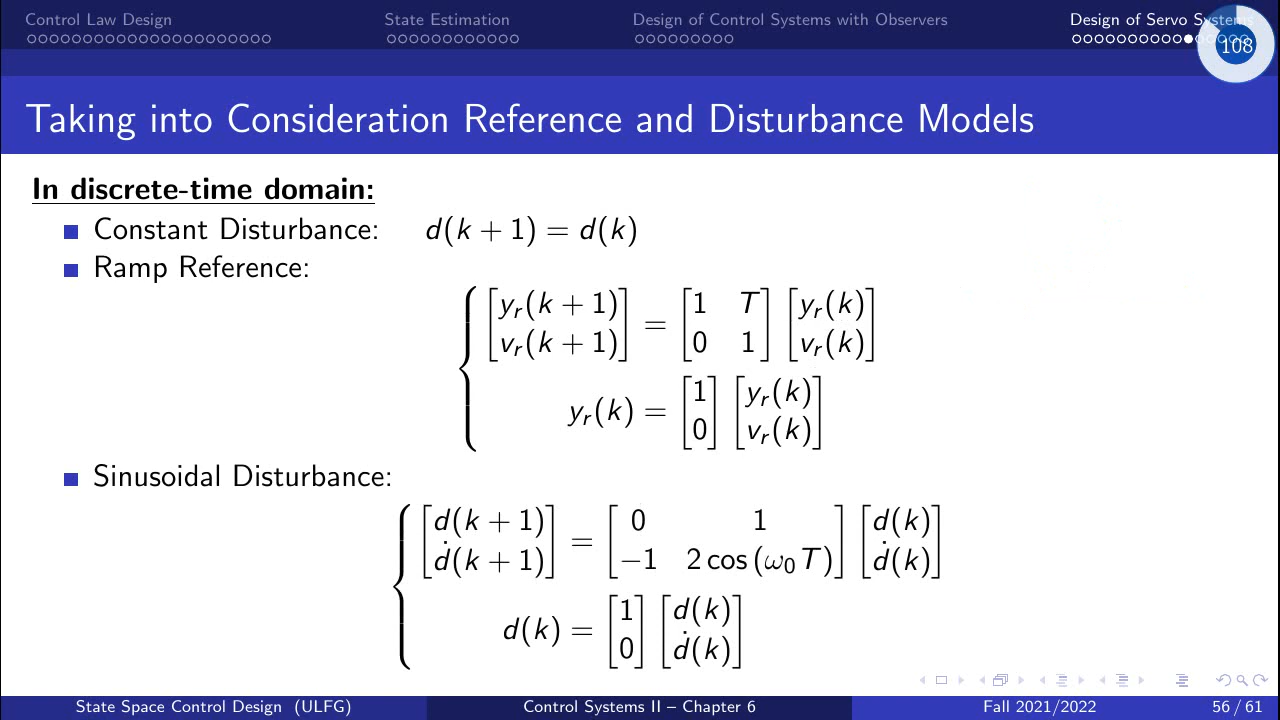 Control Law Design State Estimation Design of Control Systems with Observers Design of Servo Systems
108
Taking into Consideration Reference and Disturbance Models
In discrete-time domain:
Constant Disturbance: d(k + 1) = d(k)
Ramp Reference:
{ [y_r(k + 1) ; v_r(k + 1)] = [1 T ; 0 1] [y_r(k) ; v_r(k)]
y_r(k) = [1 ; 0] [y_r(k) ; v_r(k)]
Sinusoidal Disturbance:
{ [d(k + 1) ; ḋ(k + 1)] = [0 1 ; −1 2 cos (ω₀T)] [d(k) ; ḋ(k)]
d(k) = [1 ; 0] [d(k) ; ḋ(k)]
State Space Control Design (ULFG) Control Systems II – Chapter 6 Fall 2021/2022 56 / 61